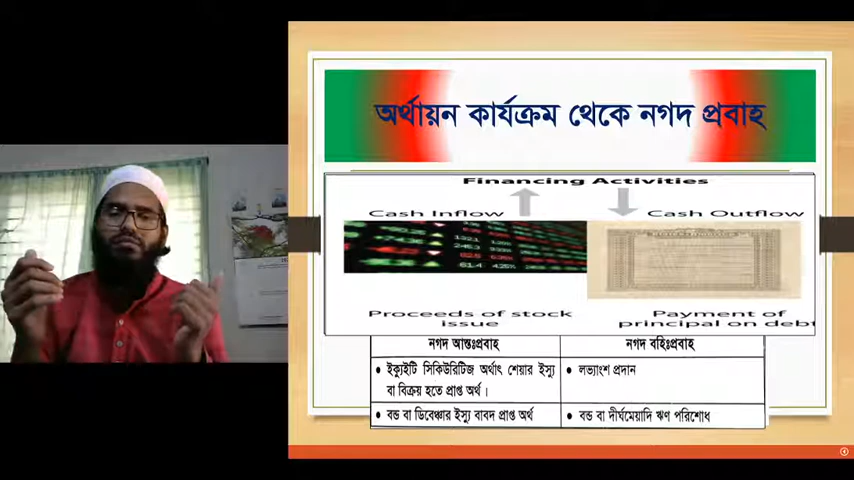 অর্থায়ন কার্যক্রম থেকে নগদ প্রবাহ
Financing Activities
Cash Inflow
Cash Outflow
Proceeds of stock
issue
Payment of
principal on debt
নগদ আন্তঃপ্রবাহ
নগদ বহিঃপ্রবাহ
• ইক্যুইটি সিকিউরিটিজ অর্থাৎ শেয়ার ইস্যু
বা বিক্রয় হতে প্রাপ্ত অর্থ।
• লভ্যাংশ প্রদান
• বন্ড বা ডিবেঞ্চার ইস্যু বাবদ প্রাপ্ত অর্থ
• বন্ড বা দীর্ঘমেয়াদি ঋণ পরিশোধ